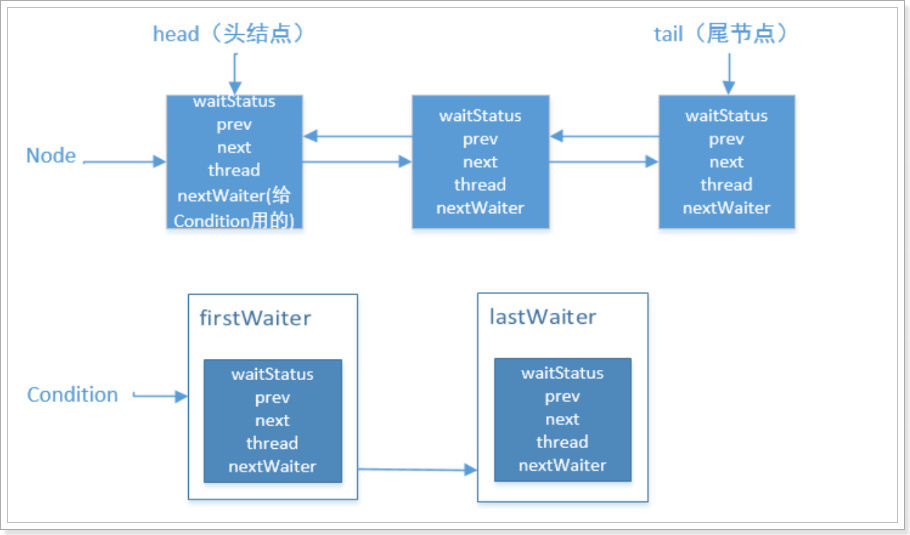 head（头结点）
tail（尾节点）
Node
waitStatus
prev
next
thread
nextWaiter(给
Condition用的)
waitStatus
prev
next
thread
nextWaiter
waitStatus
prev
next
thread
nextWaiter
Condition
firstWaiter
waitStatus
prev
next
thread
nextWaiter
lastWaiter
waitStatus
prev
next
thread
nextWaiter